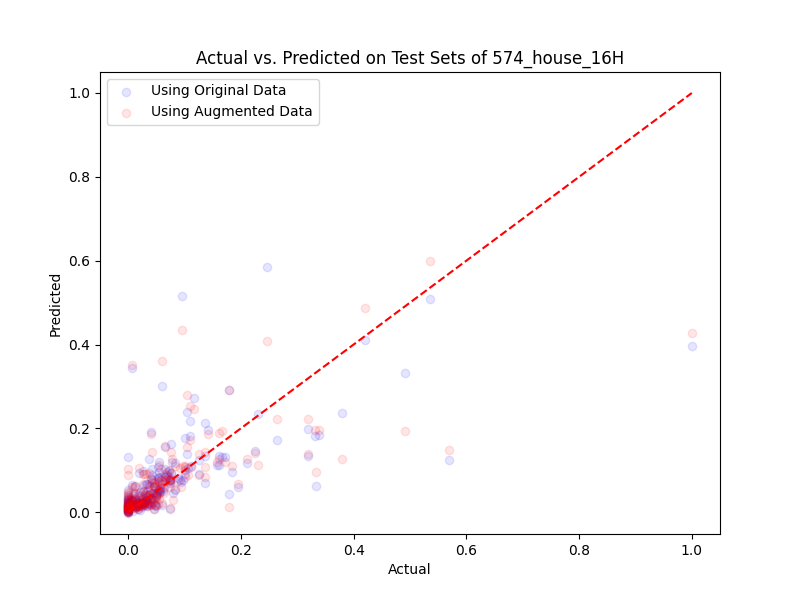 Actual vs. Predicted on Test Sets of 574_house_16H
Using Original Data
Using Augmented Data
1.0
0.8
0.6
0.4
0.2
0.0
Predicted
0.0 0.2 0.4 0.6 0.8 1.0
Actual